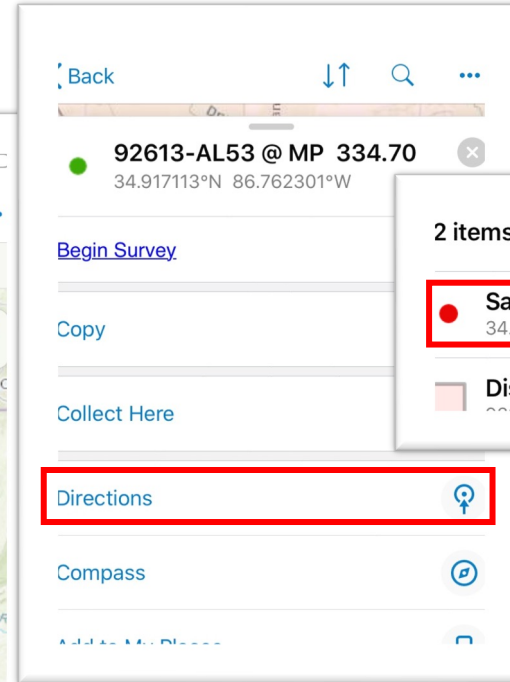 Back
92613-AL53 @ MP 334.70
34.917113°N 86.762301°W
2 items
Begin Survey
Copy
Collect Here
Directions
Compass